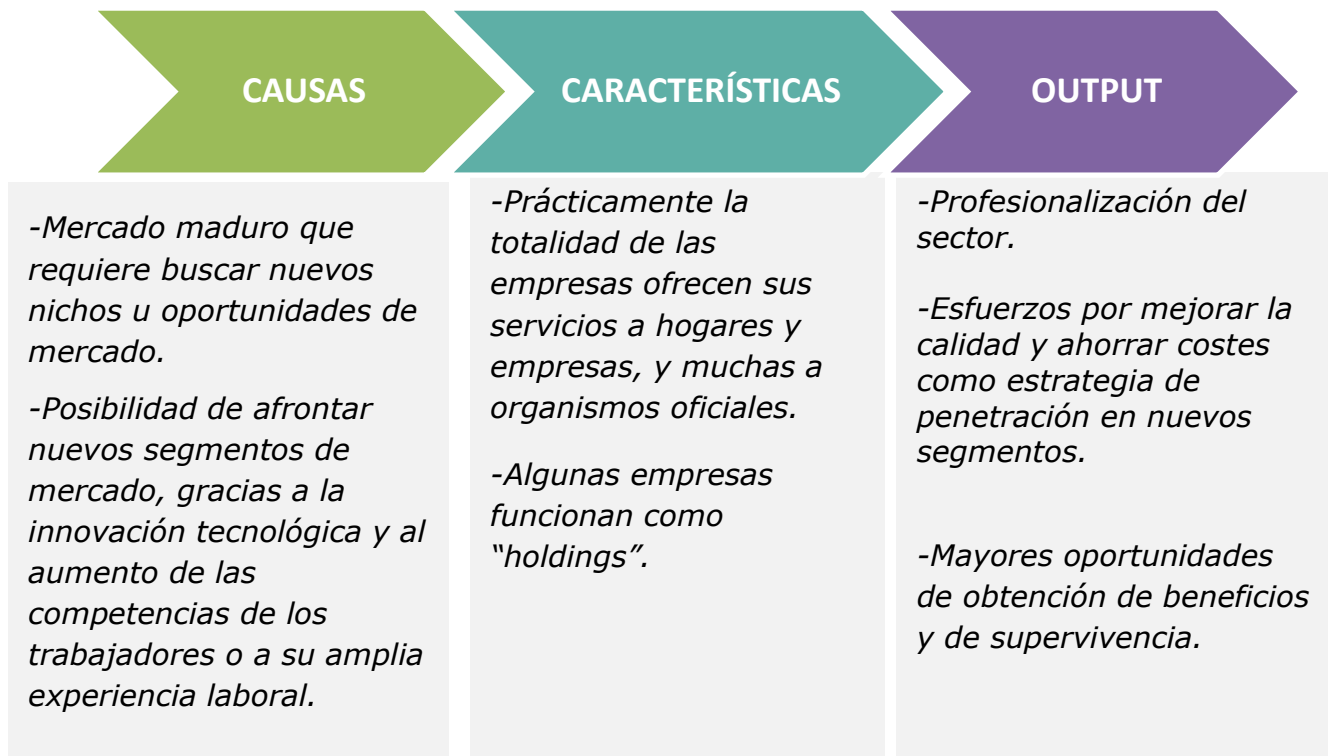 CAUSAS
CARACTERÍSTICAS
OUTPUT
-Mercado maduro que
requiere buscar nuevos
nichos u oportunidades de
mercado.
-Posibilidad de afrontar
nuevos segmentos de
mercado, gracias a la
innovación tecnológica y al
aumento de las
competencias de los
trabajadores o a su amplia
experiencia laboral.
-Prácticamente la
totalidad de las
empresas ofrecen sus
servicios a hogares y
empresas, y muchas a
organismos oficiales.
-Algunas empresas
funcionan como
“holdings”.
-Profesionalización del
sector.
-Esfuerzos por mejorar la
calidad y ahorrar costes
como estrategia de
penetración en nuevos
segmentos.
-Mayores oportunidades
de obtención de beneficios
y de supervivencia.